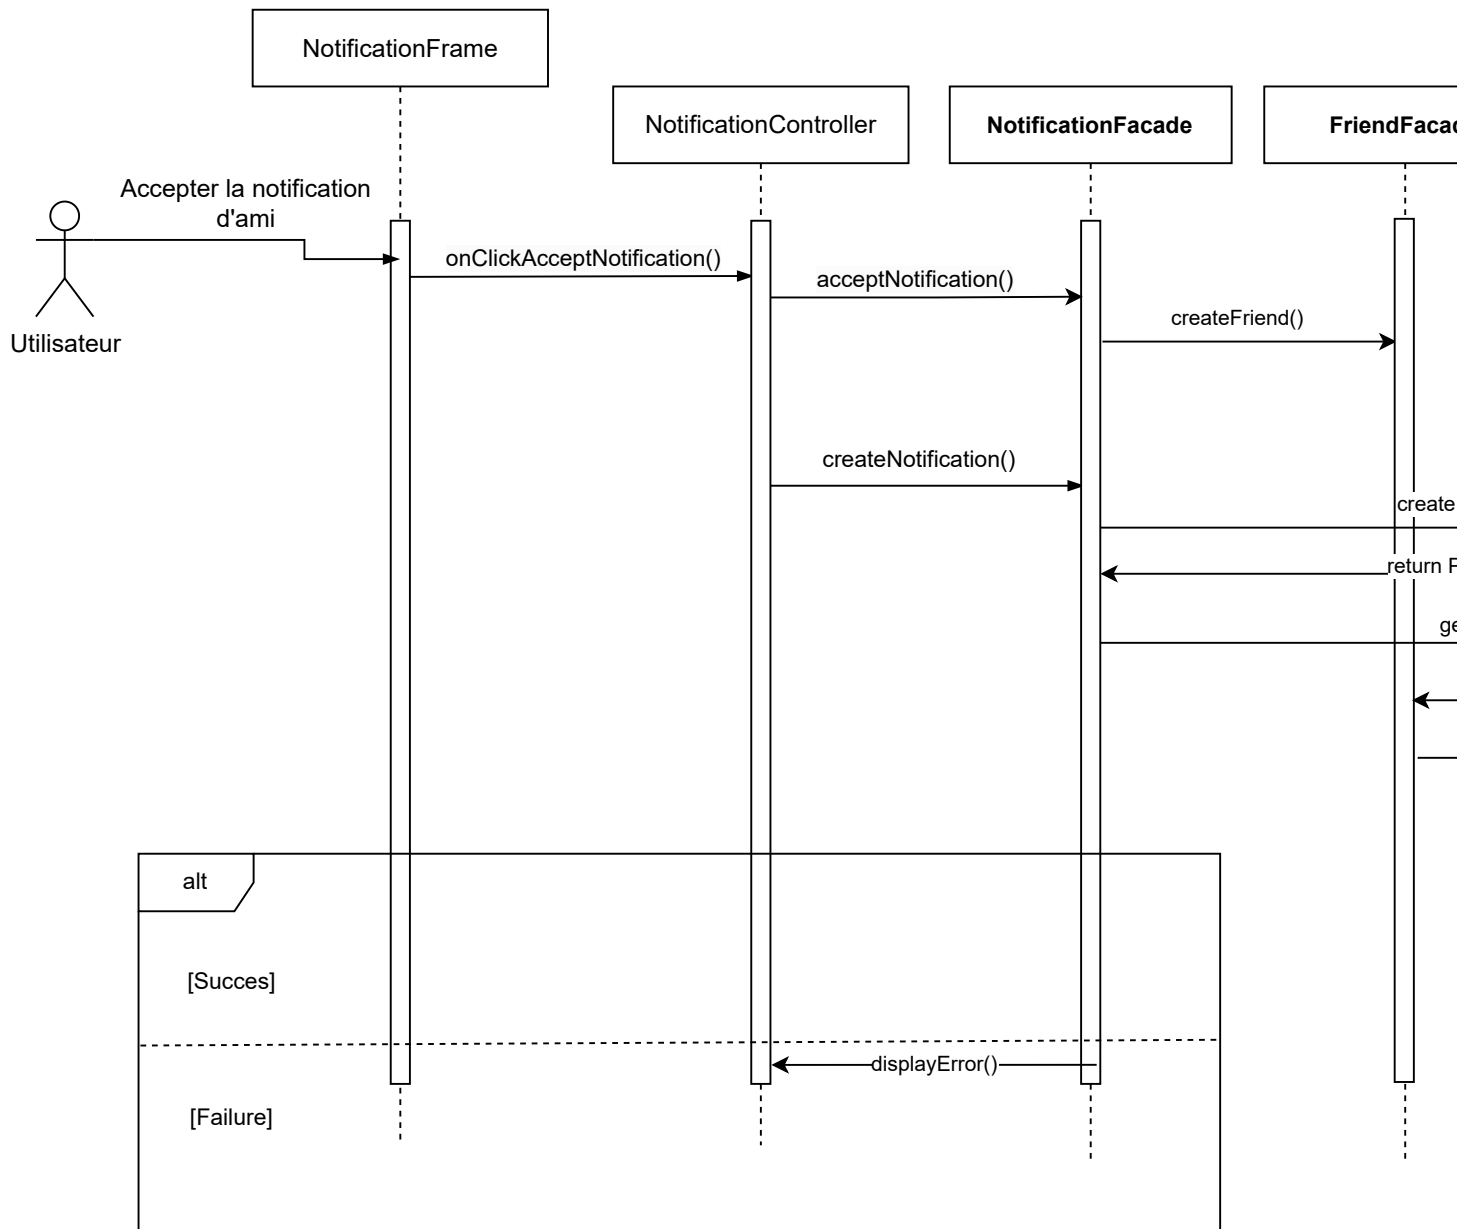 NotificationFrame
NotificationController
NotificationFacade
Accepter la notification
d'ami
Utilisateur
onClickAcceptNotification()
acceptNotification()
createFriend()
createNotification()
create
return
alt
[Succes]
displayError()
[Failure]